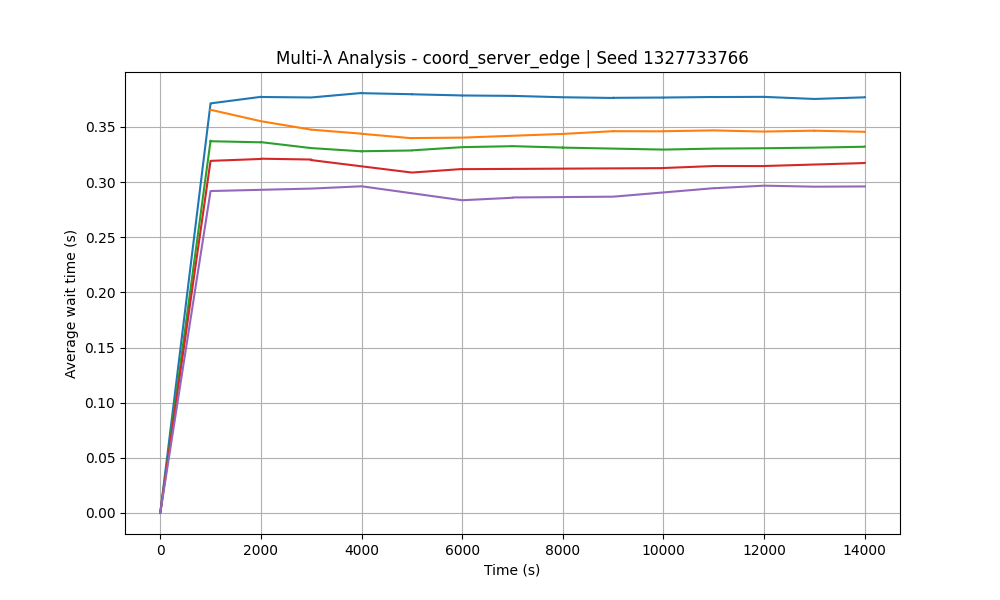 Multi-λ Analysis - coord_server_edge | Seed 1327733766
Average wait time (s)
0.35
0.30
0.25
0.20
0.15
0.10
0.05
0.00
0 2000 4000 6000 8000 10000 12000 14000
Time (s)